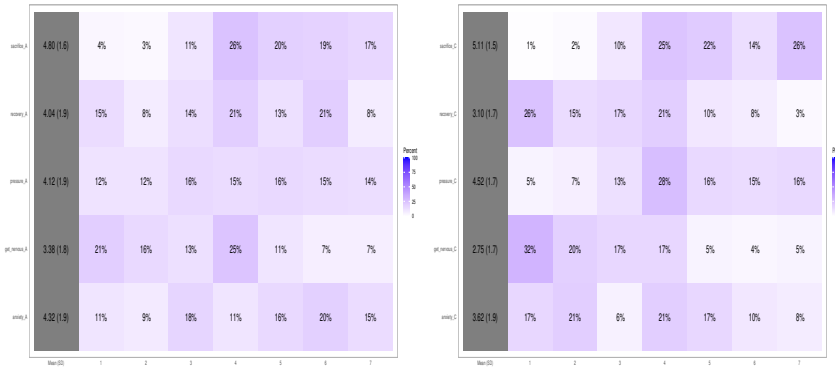 sacrifice_A 4.80 (1.6) 4% 3% 11% 26% 20% 19% 17%
recovery_A 4.04 (1.9) 15% 8% 14% 21% 13% 21% 8%
pressure_A 4.12 (1.9) 12% 12% 16% 15% 16% 15% 14%
3.38 (1.8) 21% 16% 13% 25% 11% 7% 7%
anxiety_A 4.32 (1.9) 11% 9% 18% 11% 16% 20% 15%
Mean (SD) 1 2 3 4 5 6 7
Percent
100
75
50
25
0
sacrifice_C 5.11 (1.5) 1% 2% 10% 25% 22% 14% 26%
recovery_C 3.10 (1.7) 26% 15% 17% 21% 10% 8% 3%
pressure_C 4.52 (1.7) 5% 7% 13% 28% 16% 15% 16%
2.75 (1.7) 32% 20% 17% 17% 5% 4% 5%
anxiety_C 3.62 (1.9) 17% 21% 6% 21% 17% 10% 8%
Mean (SD) 1 2 3 4 5 6 7
P